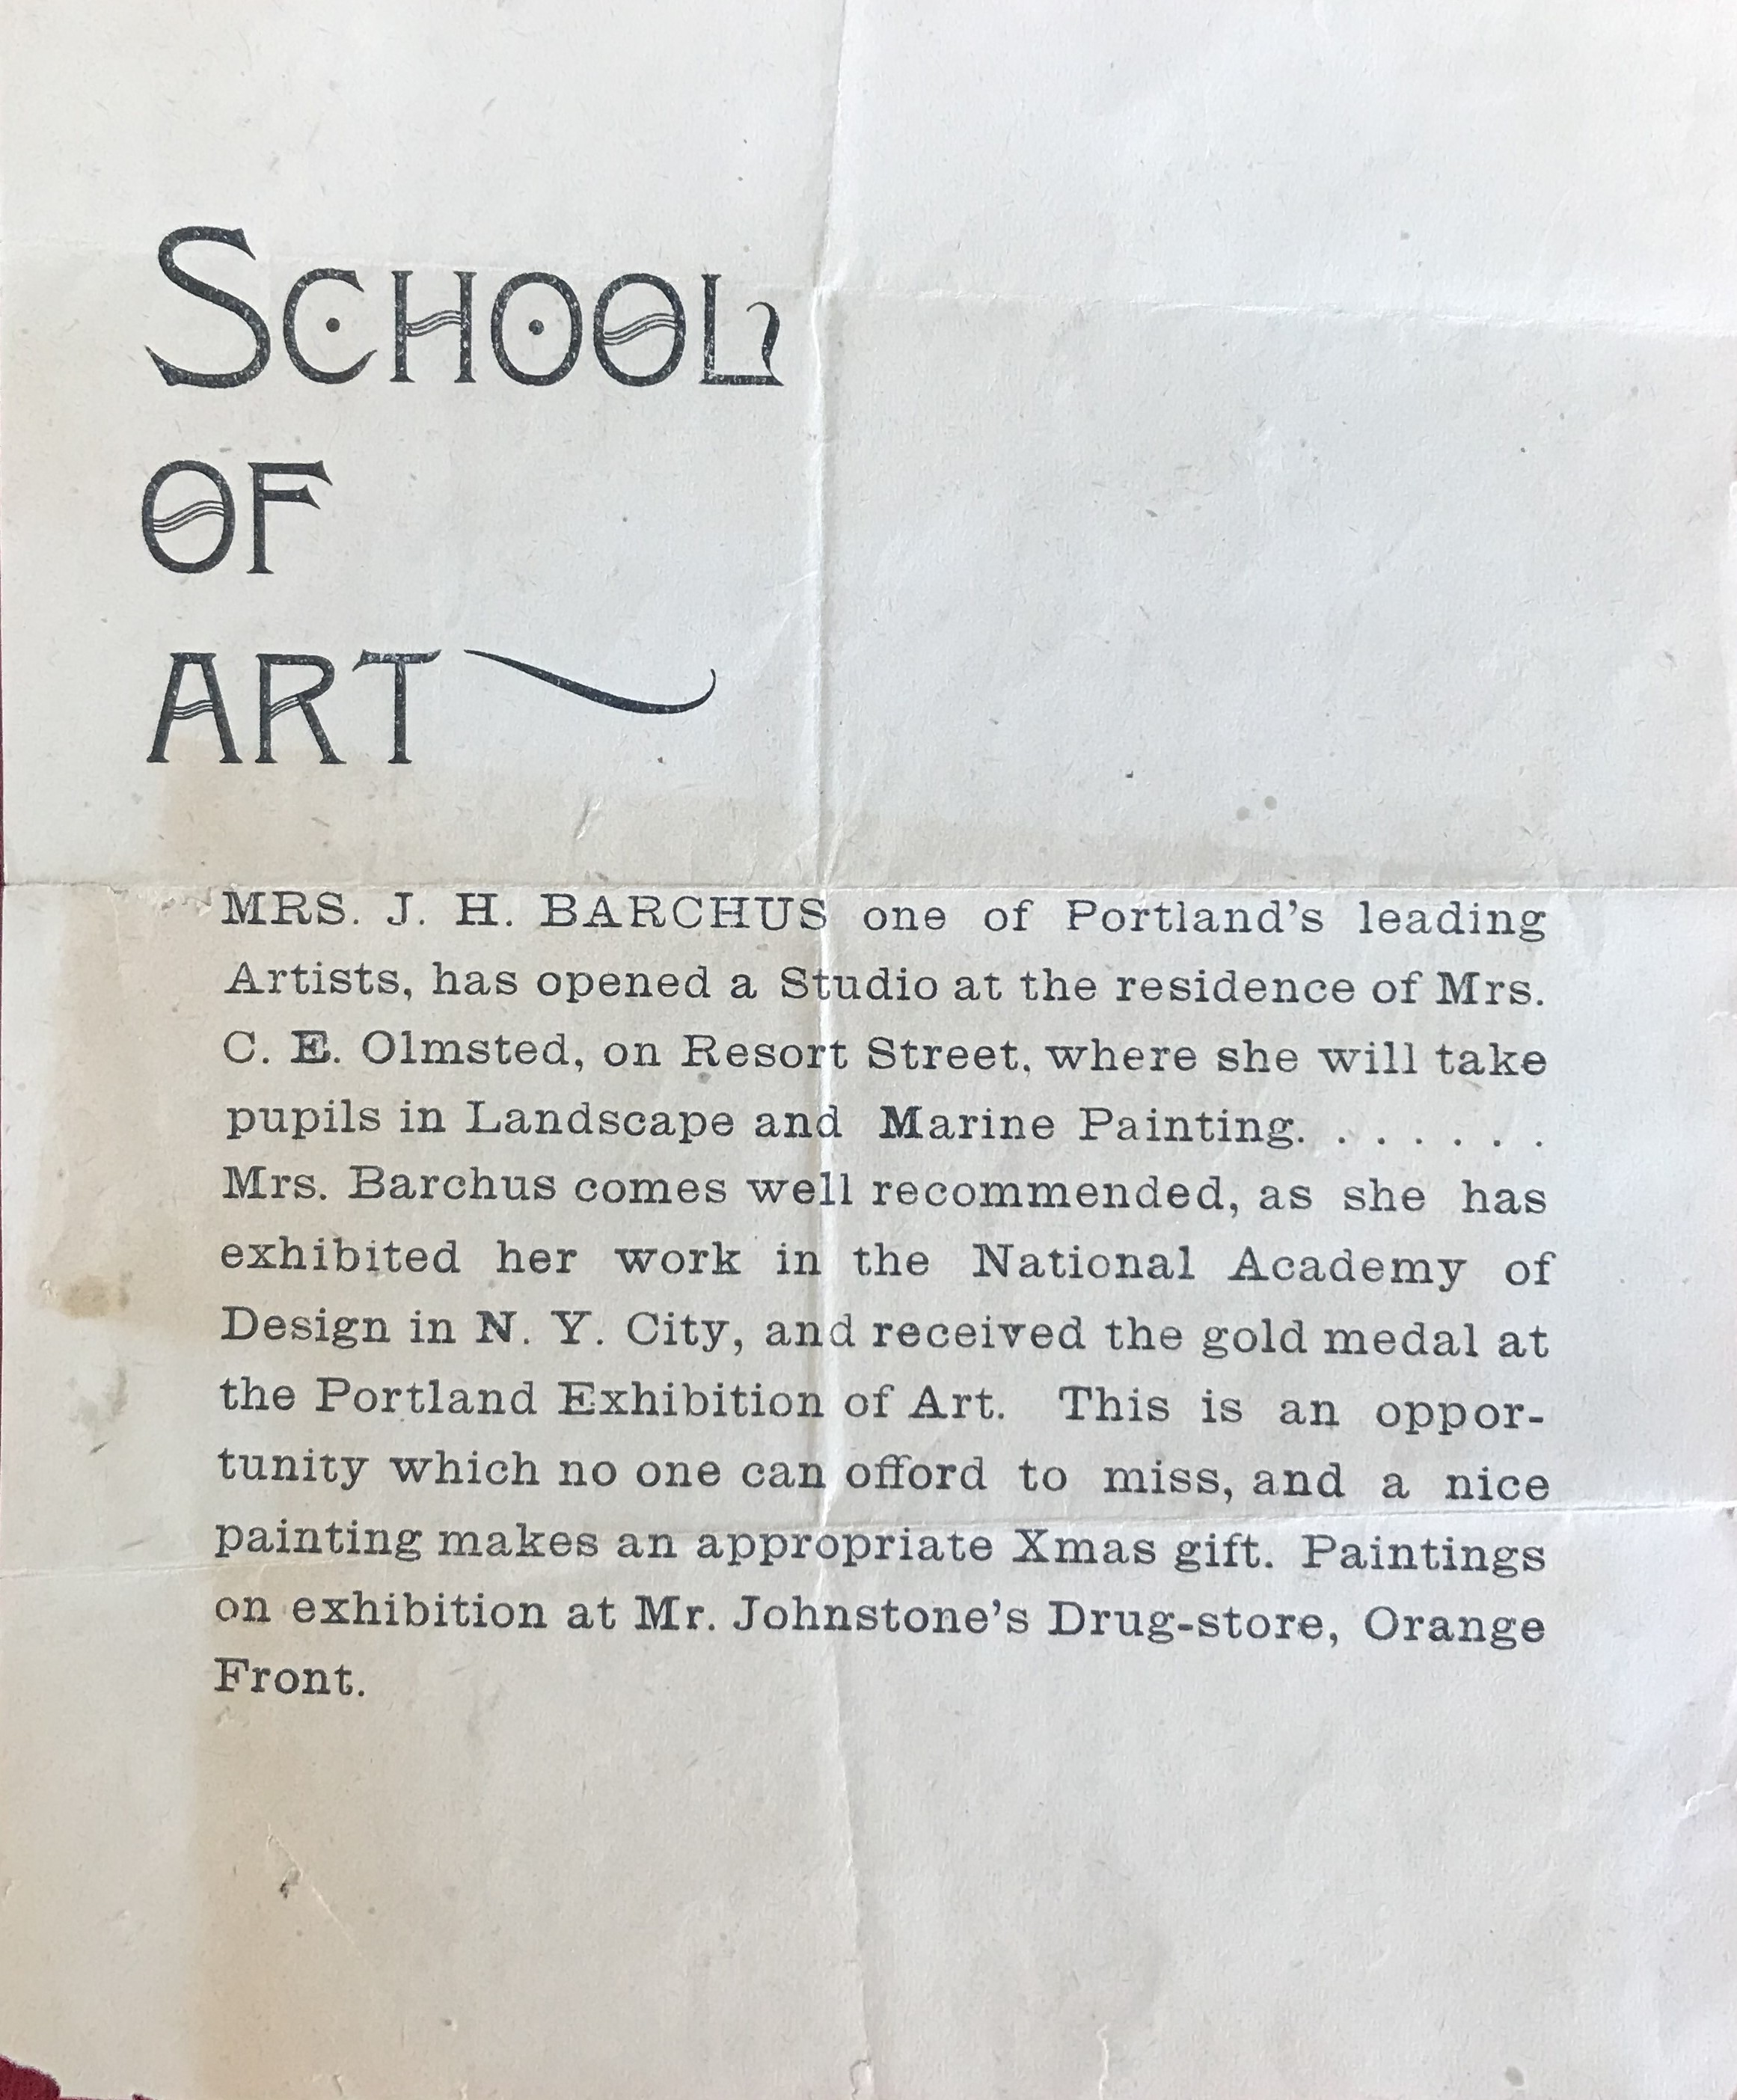 SCHOOL
OF
ART
MRS. J. H. BARCHUS one of Portland's leading
Artists, has opened a Studio at the residence of Mrs.
C. E. Olmsted, on Resort Street, where she will take
pupils in Landscape and Marine Painting. . . . . . .
Mrs. Barchus comes well recommended, as she has
exhibited her work in the National Academy of
Design in N. Y. City, and received the gold medal at
the Portland Exhibition of Art. This is an oppor-
tunity which no one can offord to miss, and a nice
painting makes an appropriate Xmas gift. Paintings
on exhibition at Mr. Johnstone's Drug-store, Orange
Front.